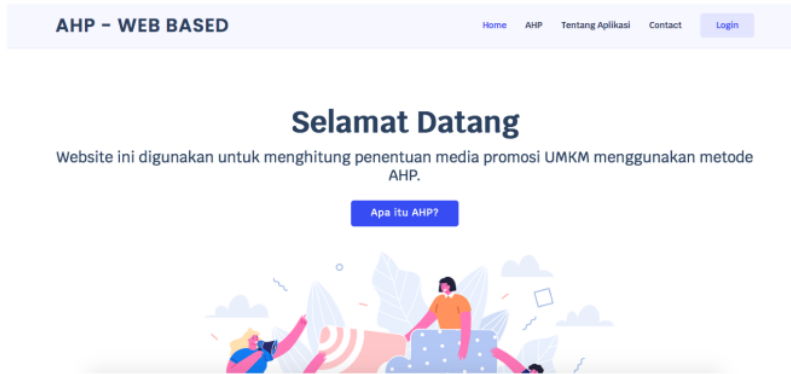 AHP - WEB BASED
Home AHP Tentang Aplikasi Contact Login
Selamat Datang
Website ini digunakan untuk menghitung penentuan media promosi UMKM menggunakan metode
AHP.
Apa itu AHP?